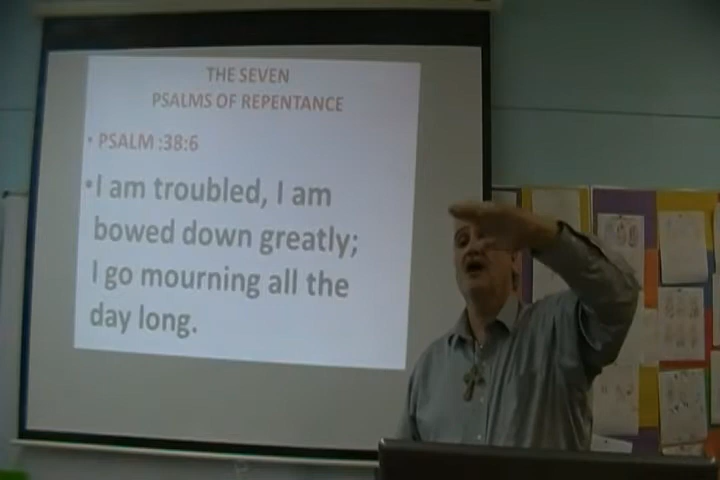 THE SEVEN
PSALMS OF REPENTANCE
• PSALM :38:6
• I am troubled, I am
bowed down greatly;
I go mourning all the
day long.